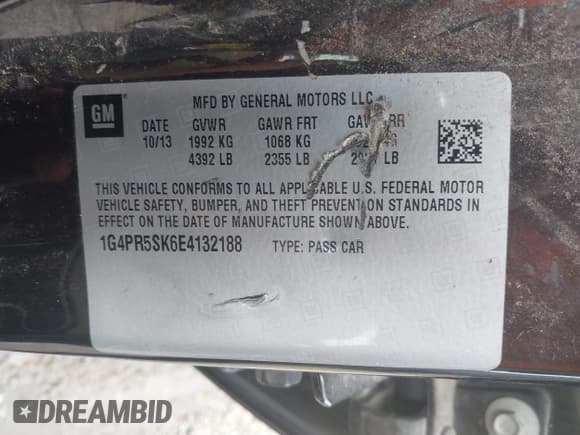 GM
MFD BY GENERAL MOTORS LLC
DATE GVWR GAWR FRT RR
10/13 1992 KG 1068 KG
4392 LB 2355 LB LB
THIS VEHICLE CONFORMS TO ALL APPLICABLE U.S. FEDERAL MOTOR
VEHICLE SAFETY, BUMPER, AND THEFT PREVENTION STANDARDS IN
EFFECT ON THE DATE OF MANUFACTURE SHOWN ABOVE.
1G4PR5SK6E4132188 TYPE: PASS CAR
DREAMBID